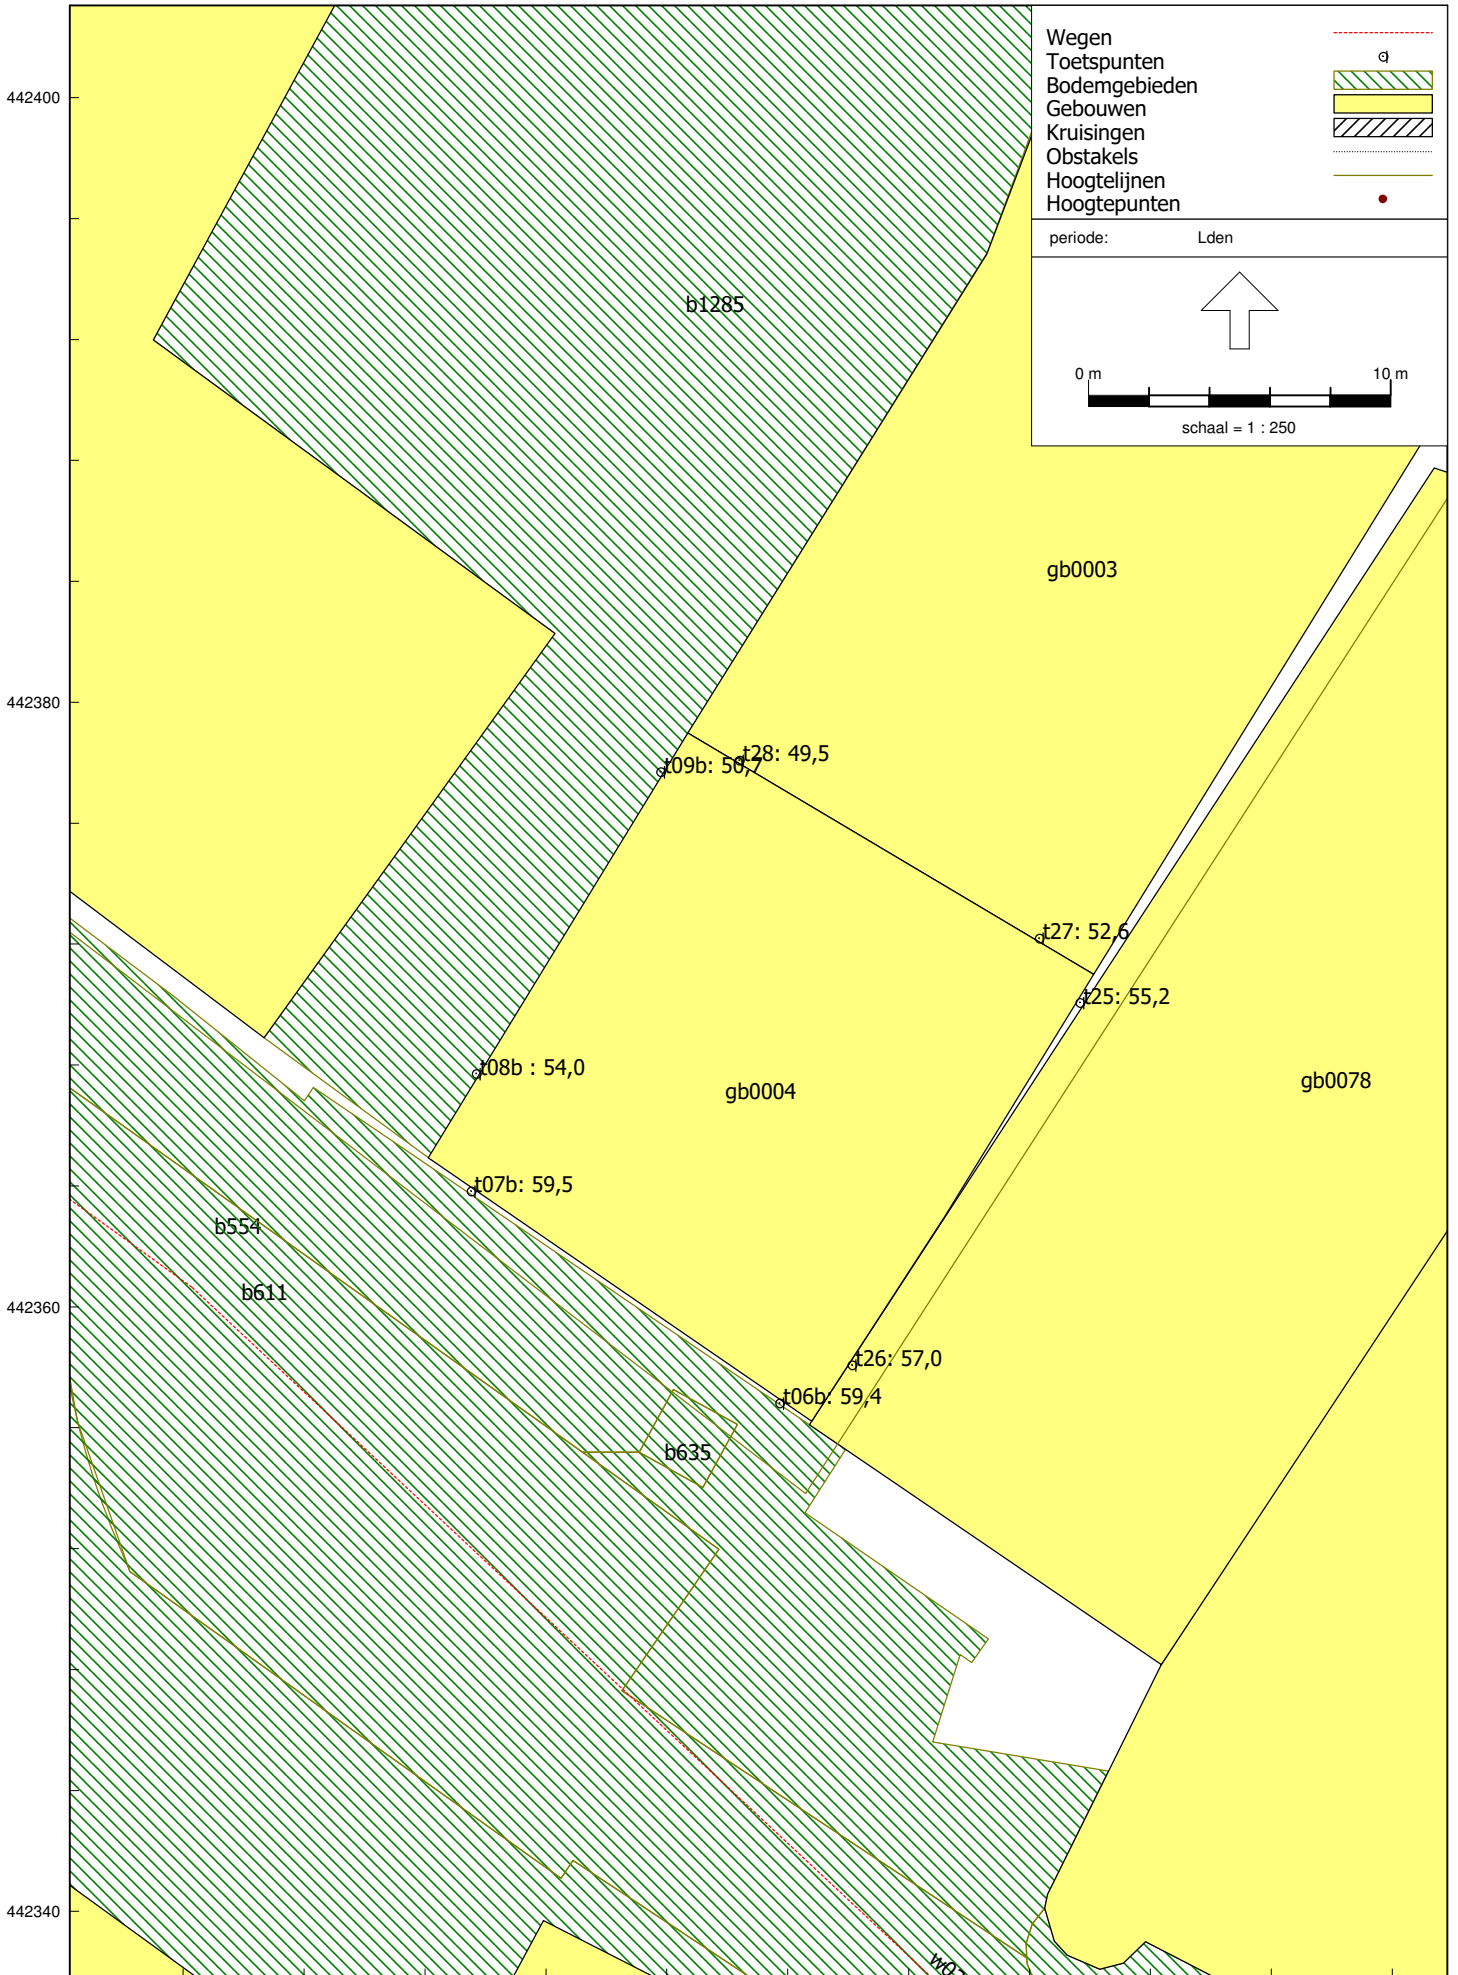 Wegen
Toetspunten
Bodemgebieden
Gebouwen
Kruisingen
Obstakels
Hoogtelijnen
Hoogtepunten
periode: Lden
0 m 10 m
schaal = 1 : 250
442400
b1285
gb0003
442380
t28: 49,5
t09b: 50,7
t27: 52,6
t25: 55,2
t08b : 54,0
gb0004
gb0078
t07b: 59,5
b554
b611
442360
t26: 57,0
t06b: 59,4
b635
442340